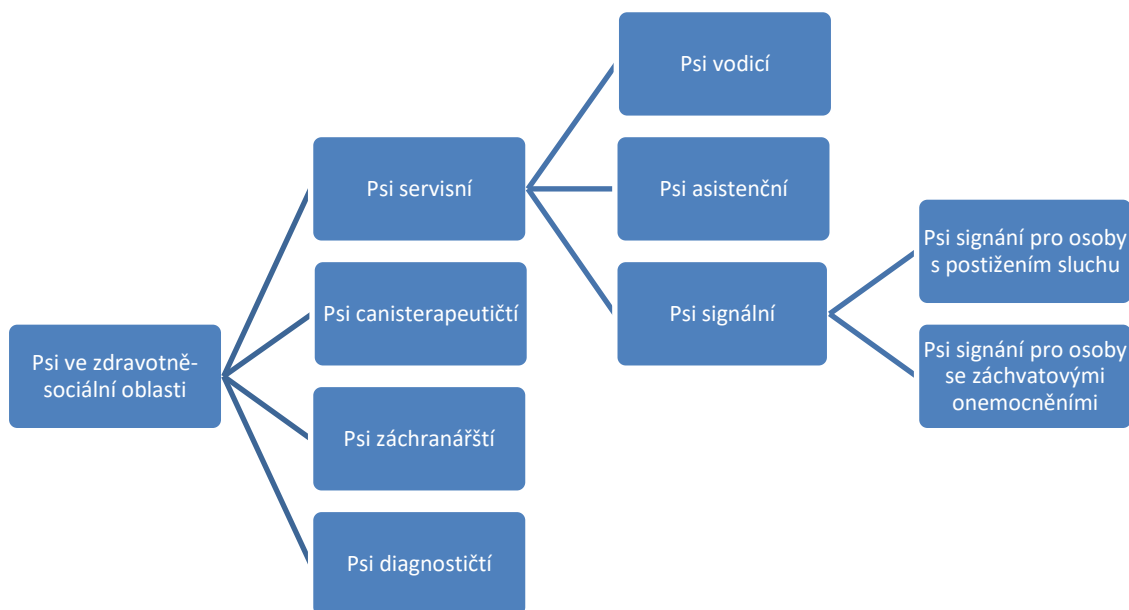 Psi vodicí
Psi servisní
Psi asistenční
Psi signání pro osoby
s postižením sluchu
Psi canisterapeutičtí
Psi signální
Psi ve zdravotně-
sociální oblasti
Psi signání pro osoby
se záchvatovými
onemocněními
Psi záchranářští
Psi diagnostičtí